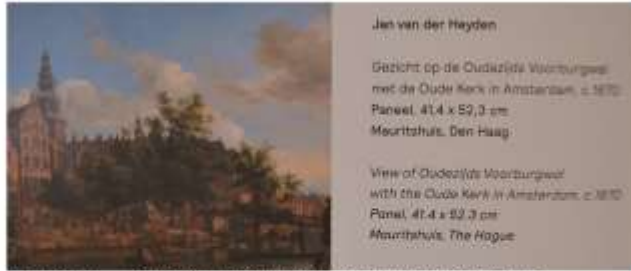 Jan van der Heyden
Gezicht op de Oudezijds Voorburgwal
met de Oude Kerk in Amsterdam, c. 1670
Paneel, 41,4 x 52,3 cm
Mauritshuis, Den Haag
View of Oudezijds Voorburgwal
with the Oude Kerk in Amsterdam, c. 1670
Panel, 41.4 x 52.3 cm
Mauritshuis, The Hague